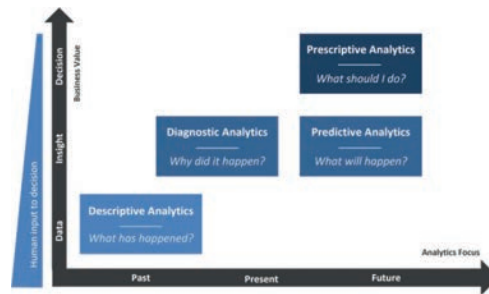 Prescriptive Analytics
What should I do?
Diagnostic Analytics
Why did it happen?
Predictive Analytics
What will happen?
Descriptive Analytics
What has happened?
Human input to decision
Decision
Insight
Data
Business Value
Analytics Focus
Past
Present
Future